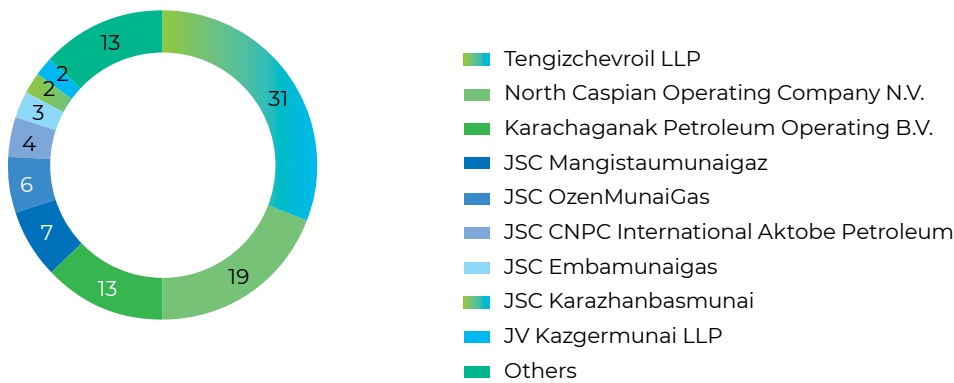 31
19
13
7
6
4
3
2
2
13
Tengizchevroil LLP
North Caspian Operating Company N.V.
Karachaganak Petroleum Operating B.V.
JSC Mangistaumunaigaz
JSC OzenMunaiGas
JSC CNPC International Aktobe Petroleum
JSC Embamunaigas
JSC Karazhanbasmunai
JV Kazgermunai LLP
Others